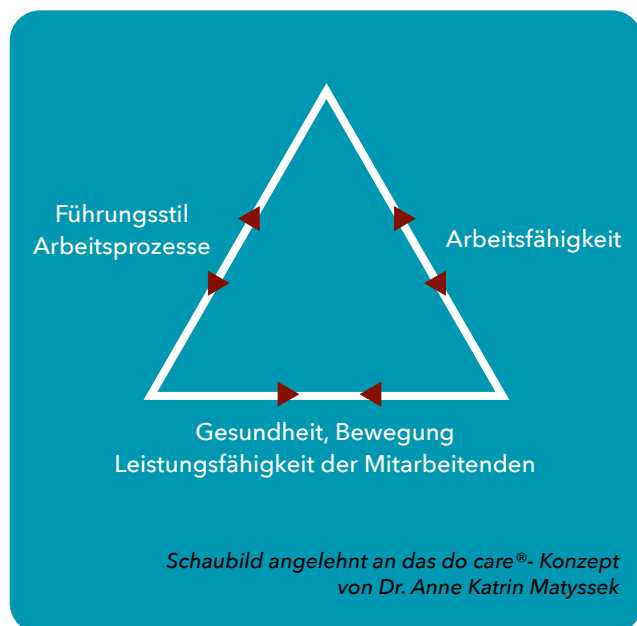 Führungsstil
Arbeitsprozesse
Arbeitsfähigkeit
Gesundheit, Bewegung
Leistungsfähigkeit der Mitarbeitenden
Schaubild angelehnt an das do care®- Konzept
von Dr. Anne Katrin Matyssek